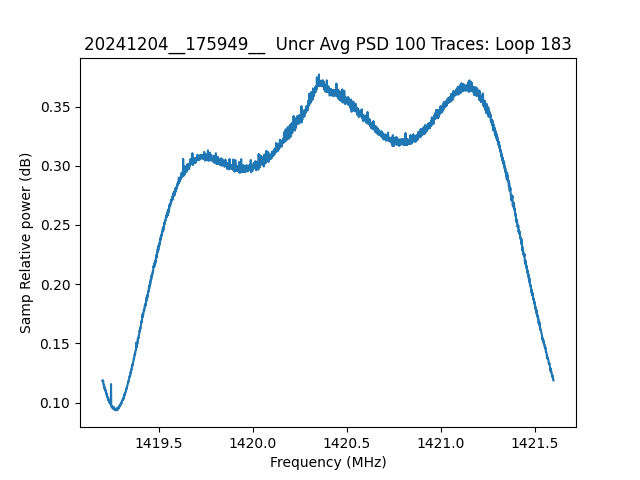 20241204__175949__  Uncr Avg PSD 100 Traces: Loop 183
Samp Relative power (dB)
0.35
0.30
0.25
0.20
0.15
0.10
1419.5 1420.0 1420.5 1421.0 1421.5
Frequency (MHz)